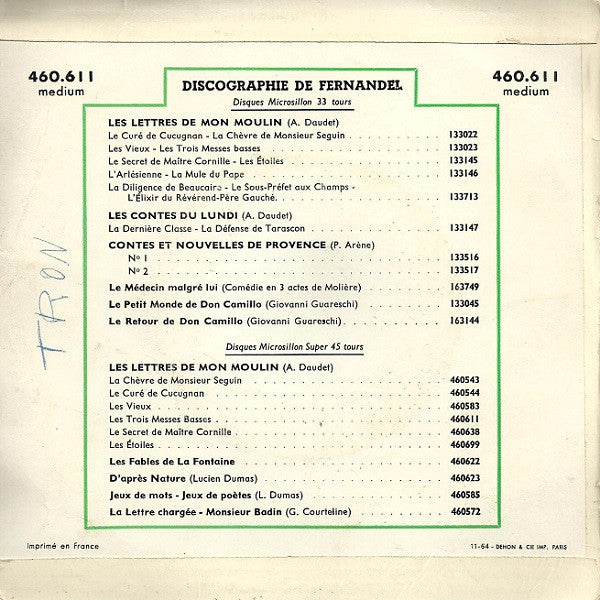 460.611
medium
DISCOGRAPHIE DE FERNANDEL
460.611
medium
Disques Microsillon 33 tours
LES LETTRES DE MON MOULIN (A. Daudet)
Le Curé de Cucugnan - La Chèvre de Monsieur Seguin . . . . . . . . . . 133022
Les Vieux - Les Trois Messes basses . . . . . . . . . . 133023
Le Secret de Maître Cornille - Les Étoiles . . . . . . . . . . 133145
L'Arlésienne - La Mule du Pape . . . . . . . . . . 133146
La Diligence de Beaucaire - Le Sous-Préfet aux Champs -
L'Élixir du Révérend-Père Gauché. . . . . . . . . . . 133713
LES CONTES DU LUNDI (A. Daudet)
La Dernière Classe - La Défense de Tarascon . . . . . . . . . . 133147
CONTES ET NOUVELLES DE PROVENCE (P. Arène)
No 1 . . . . . . . . . . 133516
No 2 . . . . . . . . . . 133517
Le Médecin malgré lui (Comédie en 3 actes de Molière) . . . . . . . . . . 163749
Le Petit Monde de Don Camillo (Giovanni Guareschi) . . . . . . . . . . 133045
Le Retour de Don Camillo (Giovanni Guareschi) . . . . . . . . . . 163144
Disques Microsillon Super 45 tours
LES LETTRES DE MON MOULIN (A. Daudet)
La Chèvre de Monsieur Seguin . . . . . . . . . . 460543
Le Curé de Cucugnan . . . . . . . . . . 460544
Les Vieux . . . . . . . . . . 460583
Les Trois Messes Basses . . . . . . . . . . 460611
Le Secret de Maître Cornille . . . . . . . . . . 460638
Les Étoiles . . . . . . . . . . 460699
Les Fables de La Fontaine . . . . . . . . . . 460622
D'après Nature (Lucien Dumas) . . . . . . . . . . 460623
Jeux de mots - Jeux de poètes (L. Dumas) . . . . . . . . . . 460585
La Lettre chargée - Monsieur Badin (G. Courteline) . . . . . . . . . . 460572
TRON
Imprimé en France
11-64 - DEHON & CIE IMP. PARIS